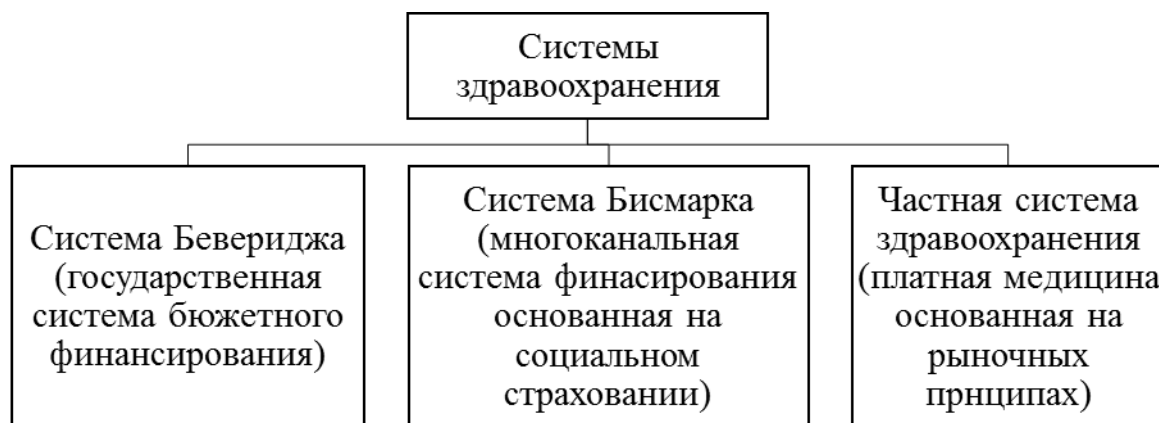 Системы
здравоохранения
Система Бевериджа
(государственная
система бюжетного
финансирования)
Система Бисмарка
(многоканальная
система финасирования
основанная на
социальном
страховании)
Частная система
здравоохранения
(платная медицина
основанная на
рыночных
прнципах)